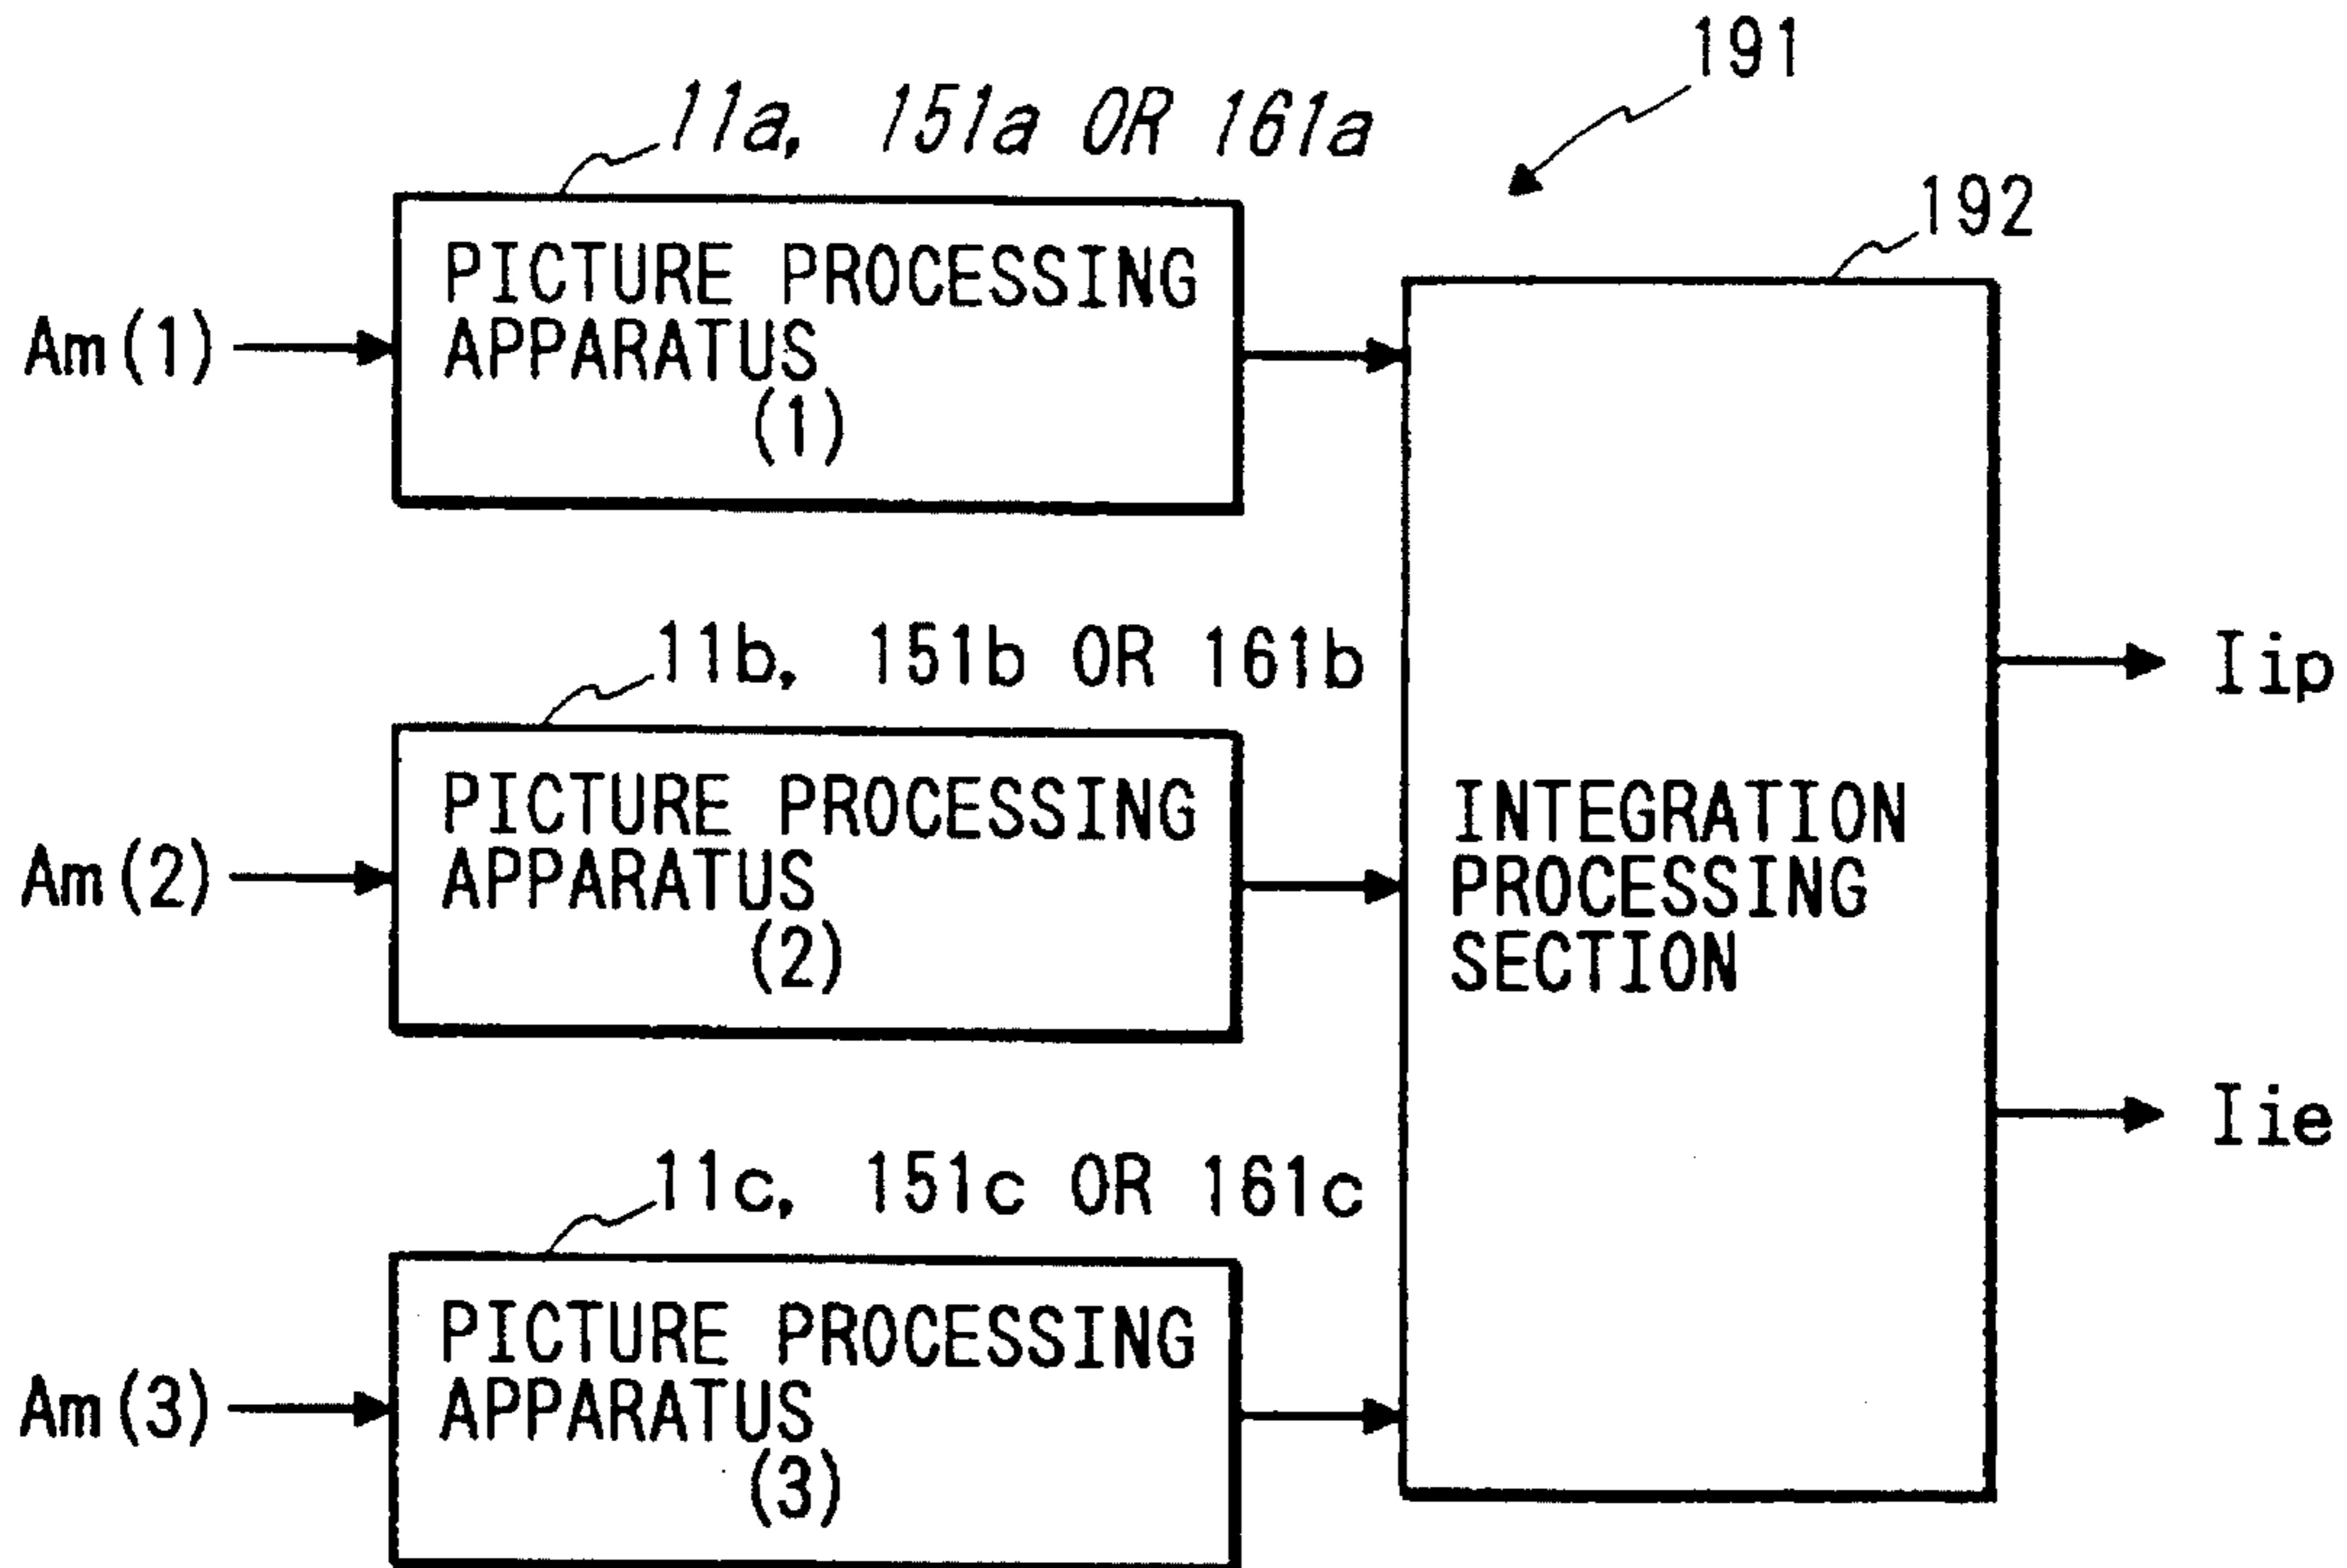 191
11a, 151a OR 161a
192
PICTURE PROCESSING
APPARATUS
(1)
Am(1)
11b, 151b OR 161b
PICTURE PROCESSING
APPARATUS
(2)
Am(2)
INTEGRATION
PROCESSING
SECTION
Iip
Iie
11c, 151c OR 161c
PICTURE PROCESSING
APPARATUS
(3)
Am(3)